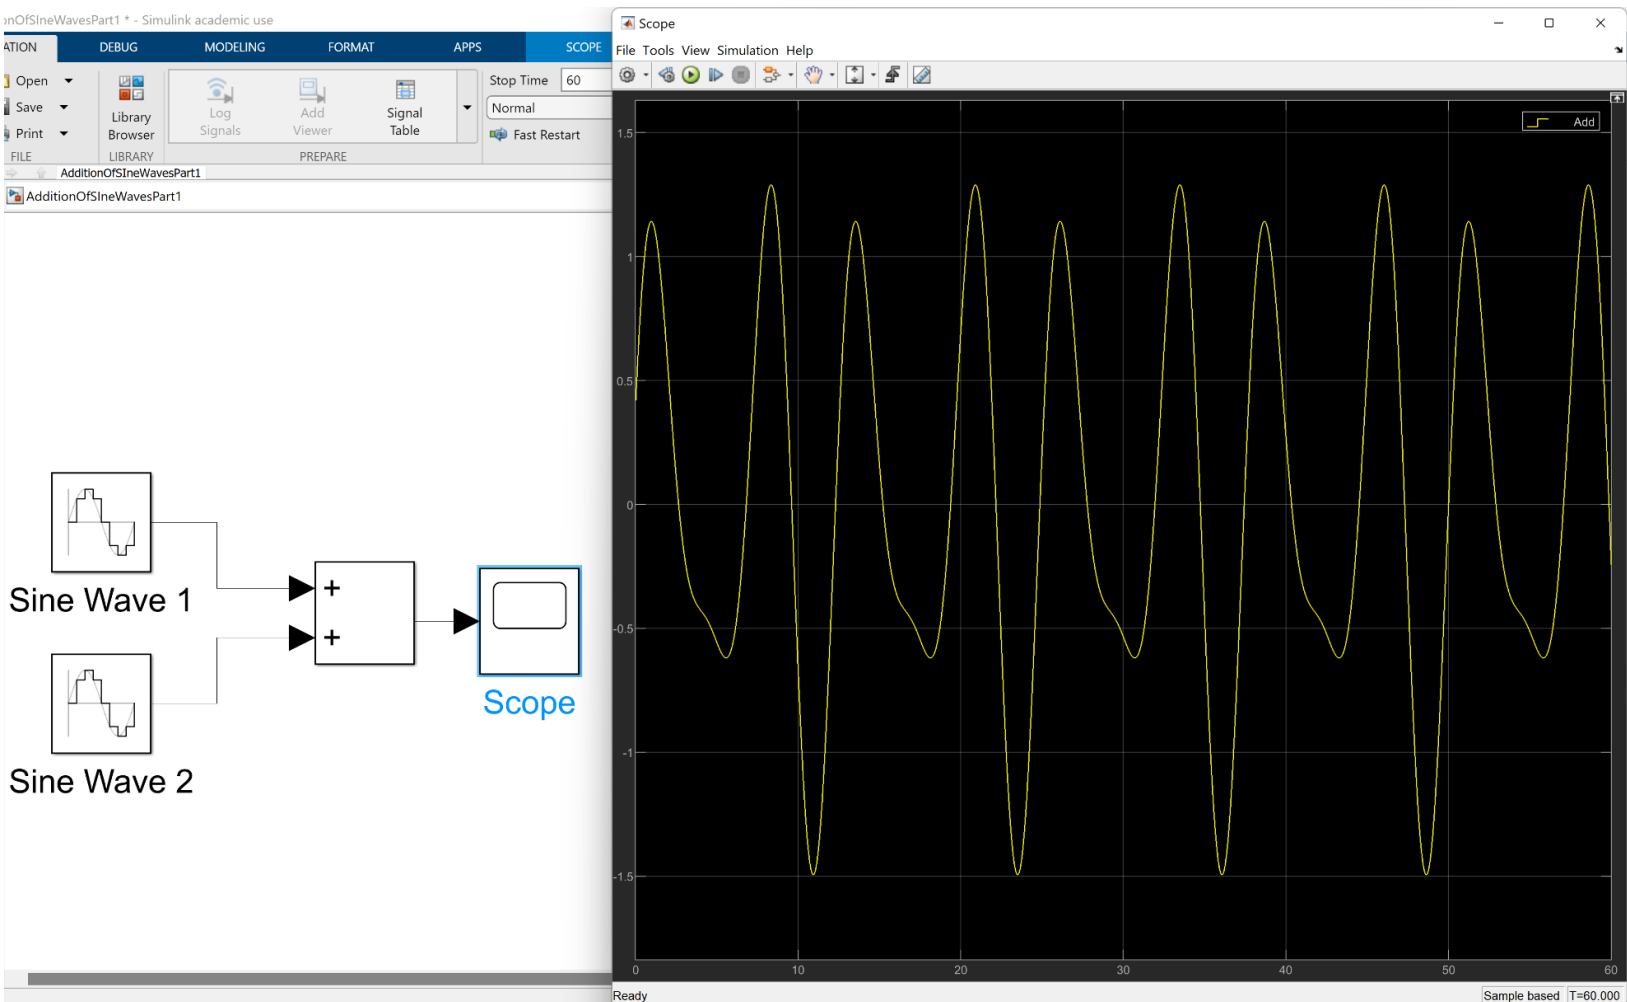 onOfSIneWavesPart1 * - Simulink academic use
ATION DEBUG MODELING FORMAT APPS SCOPE
Open
Save
Print
FILE
Library
Browser
LIBRARY
Log
Signals
Add
Viewer
Signal
Table
PREPARE
Stop Time 60
Normal
Fast Restart
AdditionOfSIneWavesPart1
AdditionOfSIneWavesPart1
Sine Wave 1
Sine Wave 2
+
+
Scope
Scope
File Tools View Simulation Help
Add
1.5
1
0.5
0
-0.5
-1
-1.5
0 10 20 30 40 50 60
Ready
Sample based T=60.000